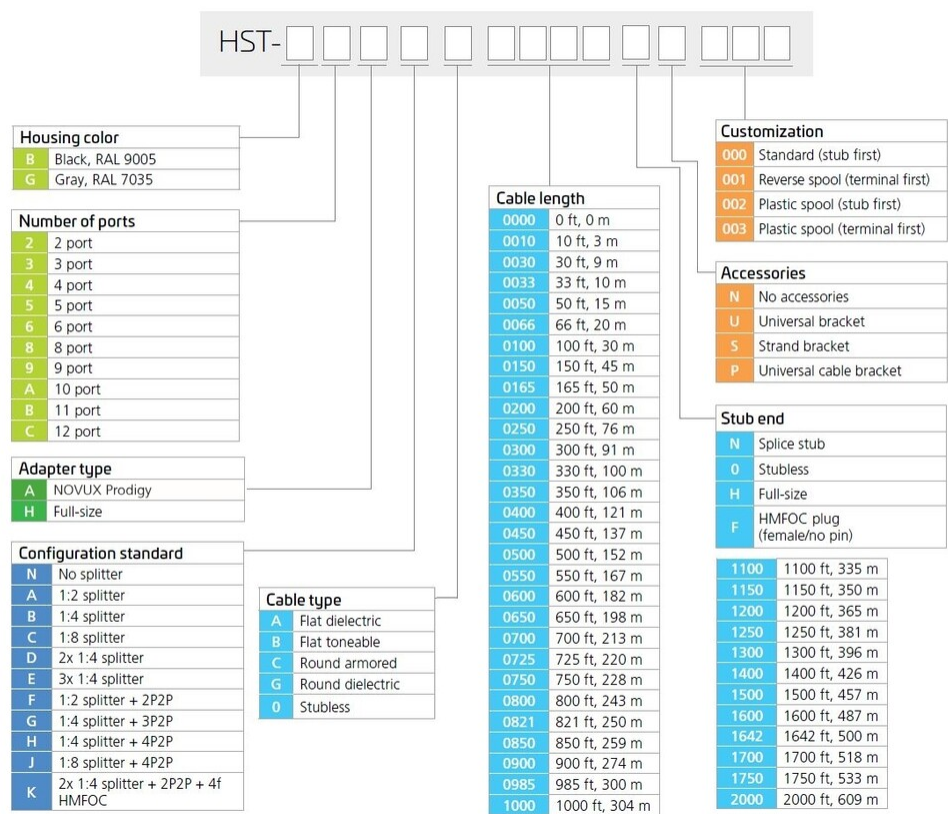 HST-
Housing color
B Black, RAL 9005
G Gray, RAL 7035
Number of ports
2 2 port
3 3 port
4 4 port
5 5 port
6 6 port
8 8 port
9 9 port
A 10 port
B 11 port
C 12 port
Adapter type
A NOVUX Prodigy
H Full-size
Configuration standard
N No splitter
A 1:2 splitter
B 1:4 splitter
C 1:8 splitter
D 2x 1:4 splitter
E 3x 1:4 splitter
F 1:2 splitter + 2P2P
G 1:4 splitter + 3P2P
H 1:4 splitter + 4P2P
J 1:8 splitter + 4P2P
K 2x 1:4 splitter + 2P2P + 4f
HMFOC
Cable type
A Flat dielectric
B Flat toneable
C Round armored
G Round dielectric
0 Stubless
Cable length
0000 0 ft, 0 m
0010 10 ft, 3 m
0030 30 ft, 9 m
0033 33 ft, 10 m
0050 50 ft, 15 m
0066 66 ft, 20 m
0100 100 ft, 30 m
0150 150 ft, 45 m
0165 165 ft, 50 m
0200 200 ft, 60 m
0250 250 ft, 76 m
0300 300 ft, 91 m
0330 330 ft, 100 m
0350 350 ft, 106 m
0400 400 ft, 121 m
0450 450 ft, 137 m
0500 500 ft, 152 m
0550 550 ft, 167 m
0600 600 ft, 182 m
0650 650 ft, 198 m
0700 700 ft, 213 m
0725 725 ft, 220 m
0750 750 ft, 228 m
0800 800 ft, 243 m
0821 821 ft, 250 m
0850 850 ft, 259 m
0900 900 ft, 274 m
0985 985 ft, 300 m
1000 1000 ft, 304 m
Customization
000 Standard (stub first)
001 Reverse spool (terminal first)
002 Plastic spool (stub first)
003 Plastic spool (terminal first)
Accessories
N No accessories
U Universal bracket
S Strand bracket
P Universal cable bracket
Stub end
N Splice stub
0 Stubless
H Full-size
F HMFOC plug
(female/no pin)
1100 1100 ft, 335 m
1150 1150 ft, 350 m
1200 1200 ft, 365 m
1250 1250 ft, 381 m
1300 1300 ft, 396 m
1400 1400 ft, 426 m
1500 1500 ft, 457 m
1600 1600 ft, 487 m
1642 1642 ft, 500 m
1700 1700 ft, 518 m
1750 1750 ft, 533 m
2000 2000 ft, 609 m